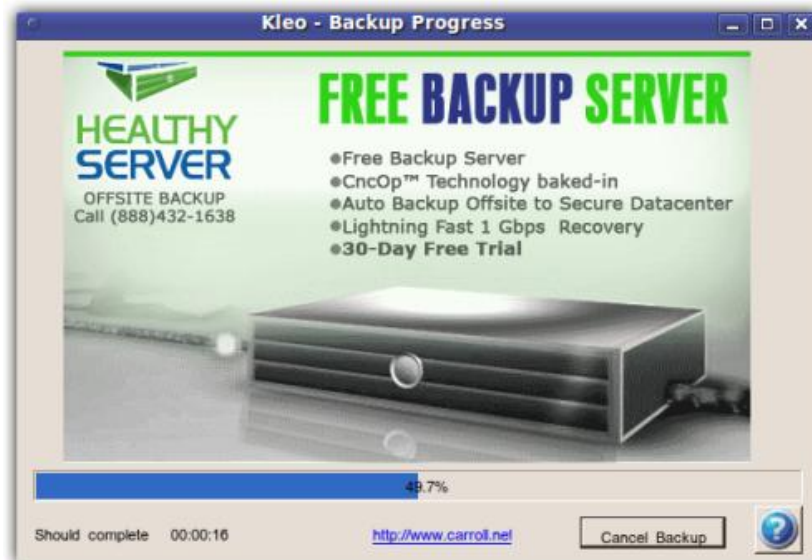 Kleo - Backup Progress
HEALTHY
SERVER
OFFSITE BACKUP
Call (888)432-1638
FREE BACKUP SERVER
Free Backup Server
CncOp™ Technology baked-in
Auto Backup Offsite to Secure Datacenter
Lightning Fast 1 Gbps Recovery
30-Day Free Trial
49.7%
Should complete 00:00:16
http://www.carroll.net
Cancel Backup
?